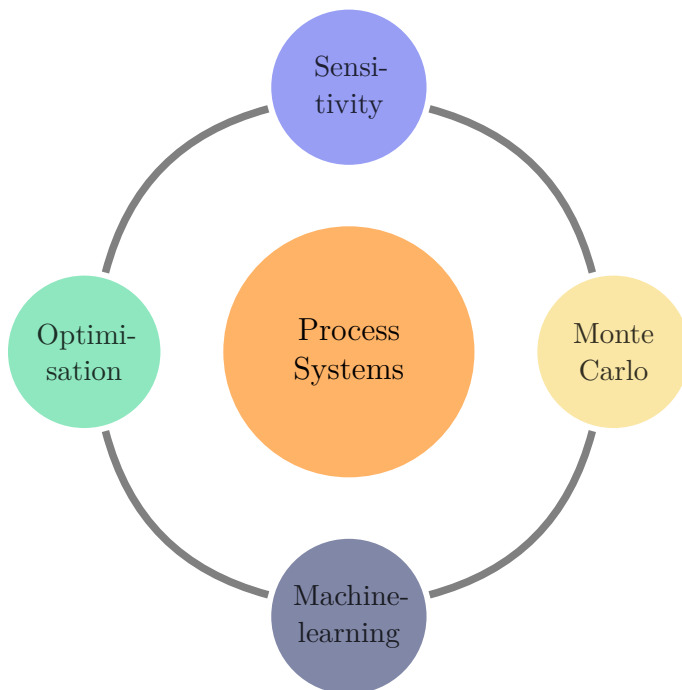 Sensi-
tivity
Optimi-
sation
Process
Systems
Monte
Carlo
Machine-
learning